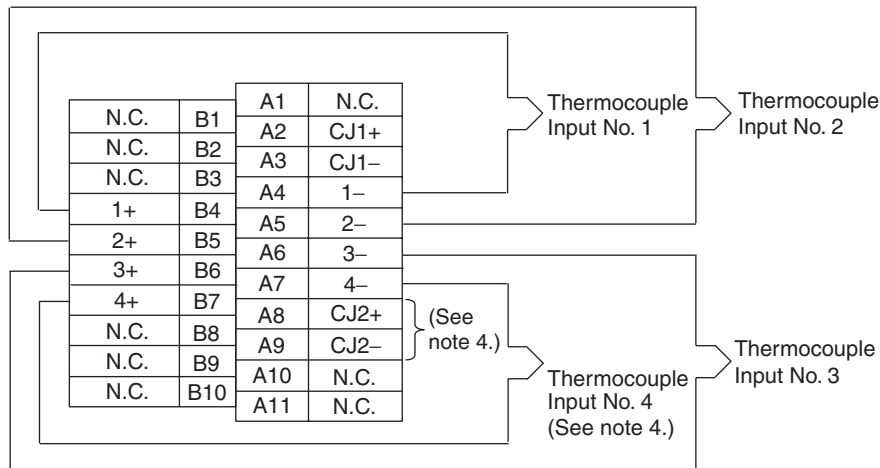 N.C. B1
N.C. B2
N.C. B3
1+ B4
2+ B5
3+ B6
4+ B7
N.C. B8
N.C. B9
N.C. B10
A1 N.C.
A2 CJ1+
A3 CJ1−
A4 1−
A5 2−
A6 3−
A7 4−
A8 CJ2+
A9 CJ2−
A10 N.C.
A11 N.C.
(See
note 4.)
Thermocouple
Input No. 1
Thermocouple
Input No. 2
Thermocouple
Input No. 4
(See note 4.)
Thermocouple
Input No. 3